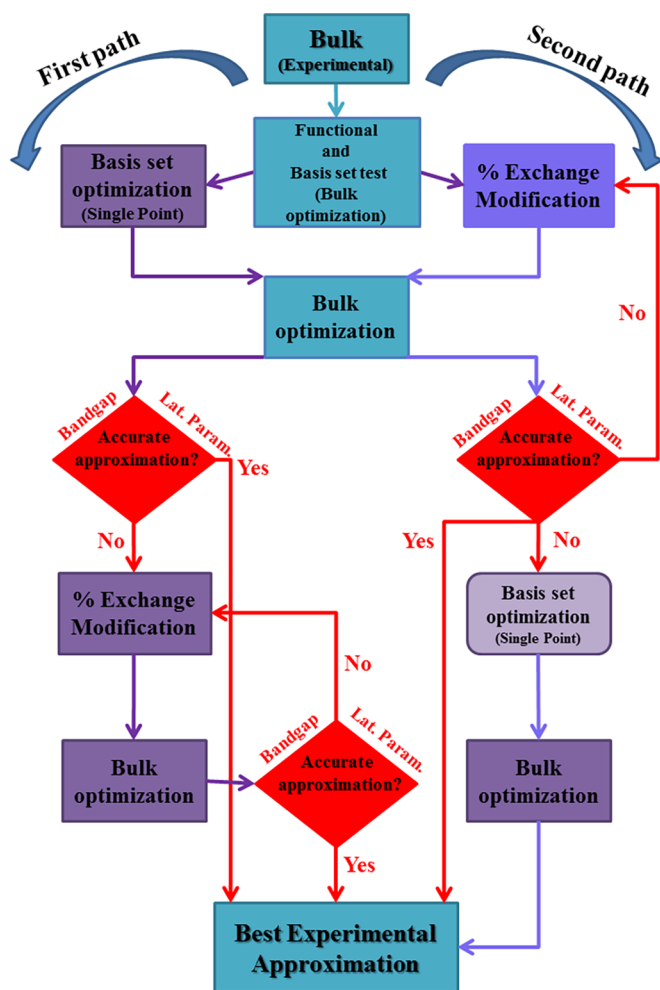 First path
Bulk
(Experimental)
Second path
Basis set
optimization
(Single Point)
Functional
and
Basis set test
(Bulk
optimization)
% Exchange
Modification
Bulk
optimization
No
Bandgap
Lat. Param.
Accurate
approximation?
Yes
No
Bandgap
Lat. Param.
Accurate
approximation?
Yes
No
% Exchange
Modification
Basis set
optimization
(Single Point)
No
Bulk
optimization
Bandgap
Lat. Param.
Accurate
approximation?
Yes
Bulk
optimization
Best Experimental
Approximation